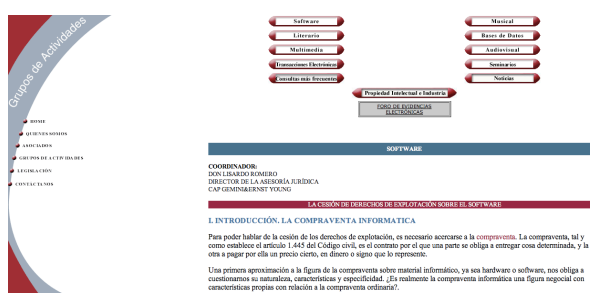 Grupos de Actividades
HOME
QUIENES SOMOS
ASOCIADOS
GRUPOS DE ACTIVIDADES
LEGISLACIÓN
CONTÁCTANOS
Software
Literario
Multimedia
Transacciones Electrónicas
Consultas más frecuentes
Musical
Bases de Datos
Audiovisual
Seminarios
Noticias
Propiedad Intelectual e Industria
FORO DE EVIDENCIAS
ELECTRÓNICAS
SOFTWARE
COORDINADOR:
DON LISARDO ROMERO
DIRECTOR DE LA ASESORÍA JURÍDICA
CAP GEMINI&ERNST YOUNG
LA CESIÓN DE DERECHOS DE EXPLOTACIÓN SOBRE EL SOFTWARE
I. INTRODUCCIÓN. LA COMPRAVENTA INFORMATICA
Para poder hablar de la cesión de los derechos de explotación, es necesario acercarse a la compraventa. La compraventa, tal y
como establece el artículo 1.445 del Código civil, es el contrato por el que una parte se obliga a entregar cosa determinada, y la
otra a pagar por ella un precio cierto, en dinero o signo que lo represente.
Una primera aproximación a la figura de la compraventa sobre material informático, ya sea hardware o software, nos obliga a
cuestionarnos su naturaleza, características y especificidad. ¿Es realmente la compraventa informática una figura negocial con
características propias con relación a la compraventa ordinaria?.